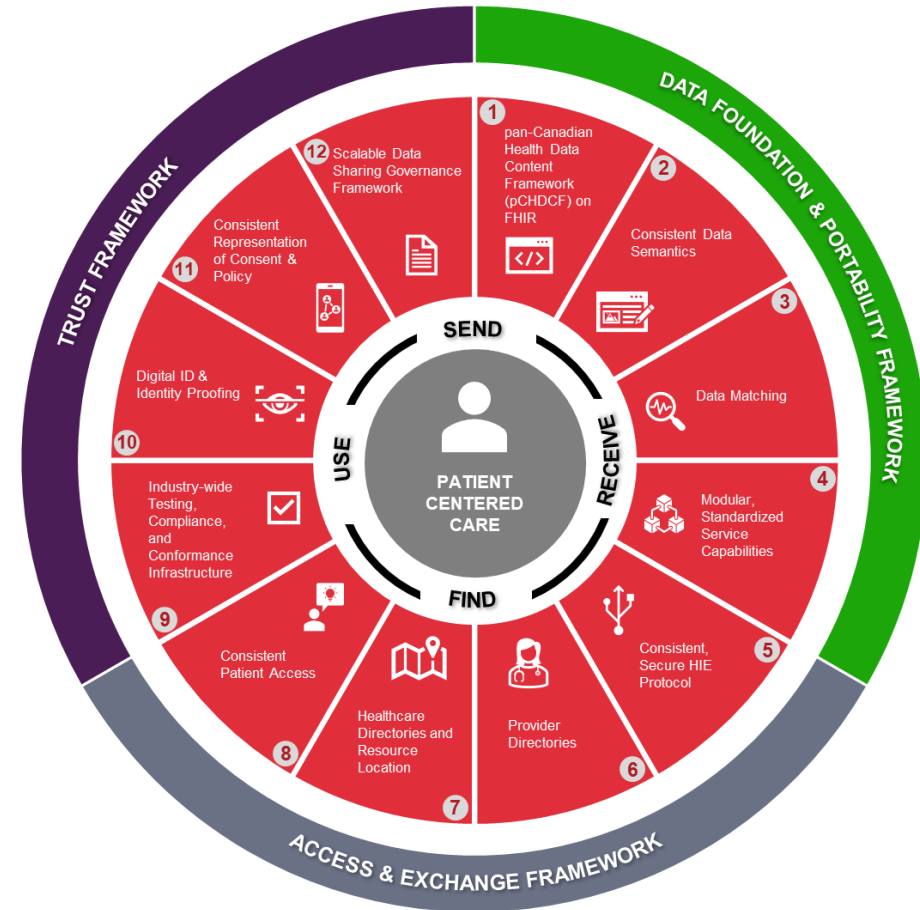 TRUST FRAMEWORK
DATA FOUNDATION & PORTABILITY FRAMEWORK
ACCESS & EXCHANGE FRAMEWORK
1
pan-Canadian
Health Data
Content
Framework
(pCHDCF) on
FHIR
</>
2
Consistent Data
Semantics
3
Data Matching
4
Modular,
Standardized
Service
Capabilities
5
Consistent,
Secure HIE
Protocol
6
Provider
Directories
7
Healthcare
Directories and
Resource
Location
8
Consistent
Patient Access
9
Industry-wide
Testing,
Compliance,
and
Conformance
Infrastructure
10
Digital ID &
Identity Proofing
11
Consistent
Representation
of Consent &
Policy
12
Scalable Data
Sharing Governance
Framework
SEND
RECEIVE
FIND
USE
PATIENT
CENTERED
CARE